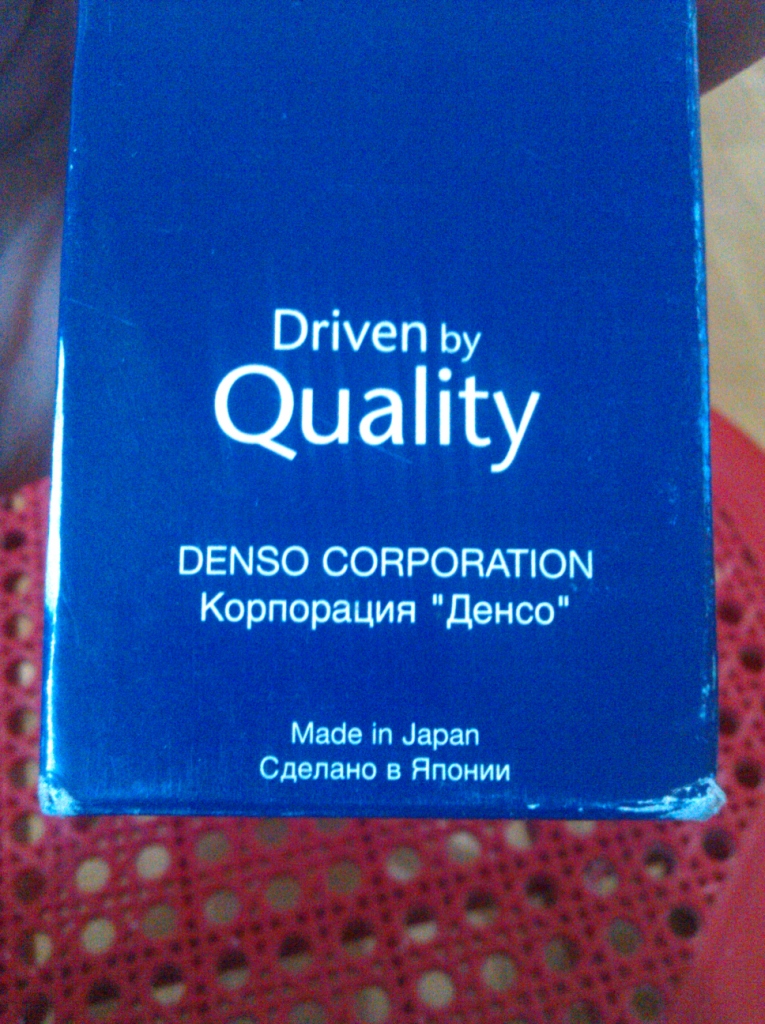 Driven by
Quality
DENSO CORPORATION
Корпорация "Денсо"
Made in Japan
Сделано в Японии